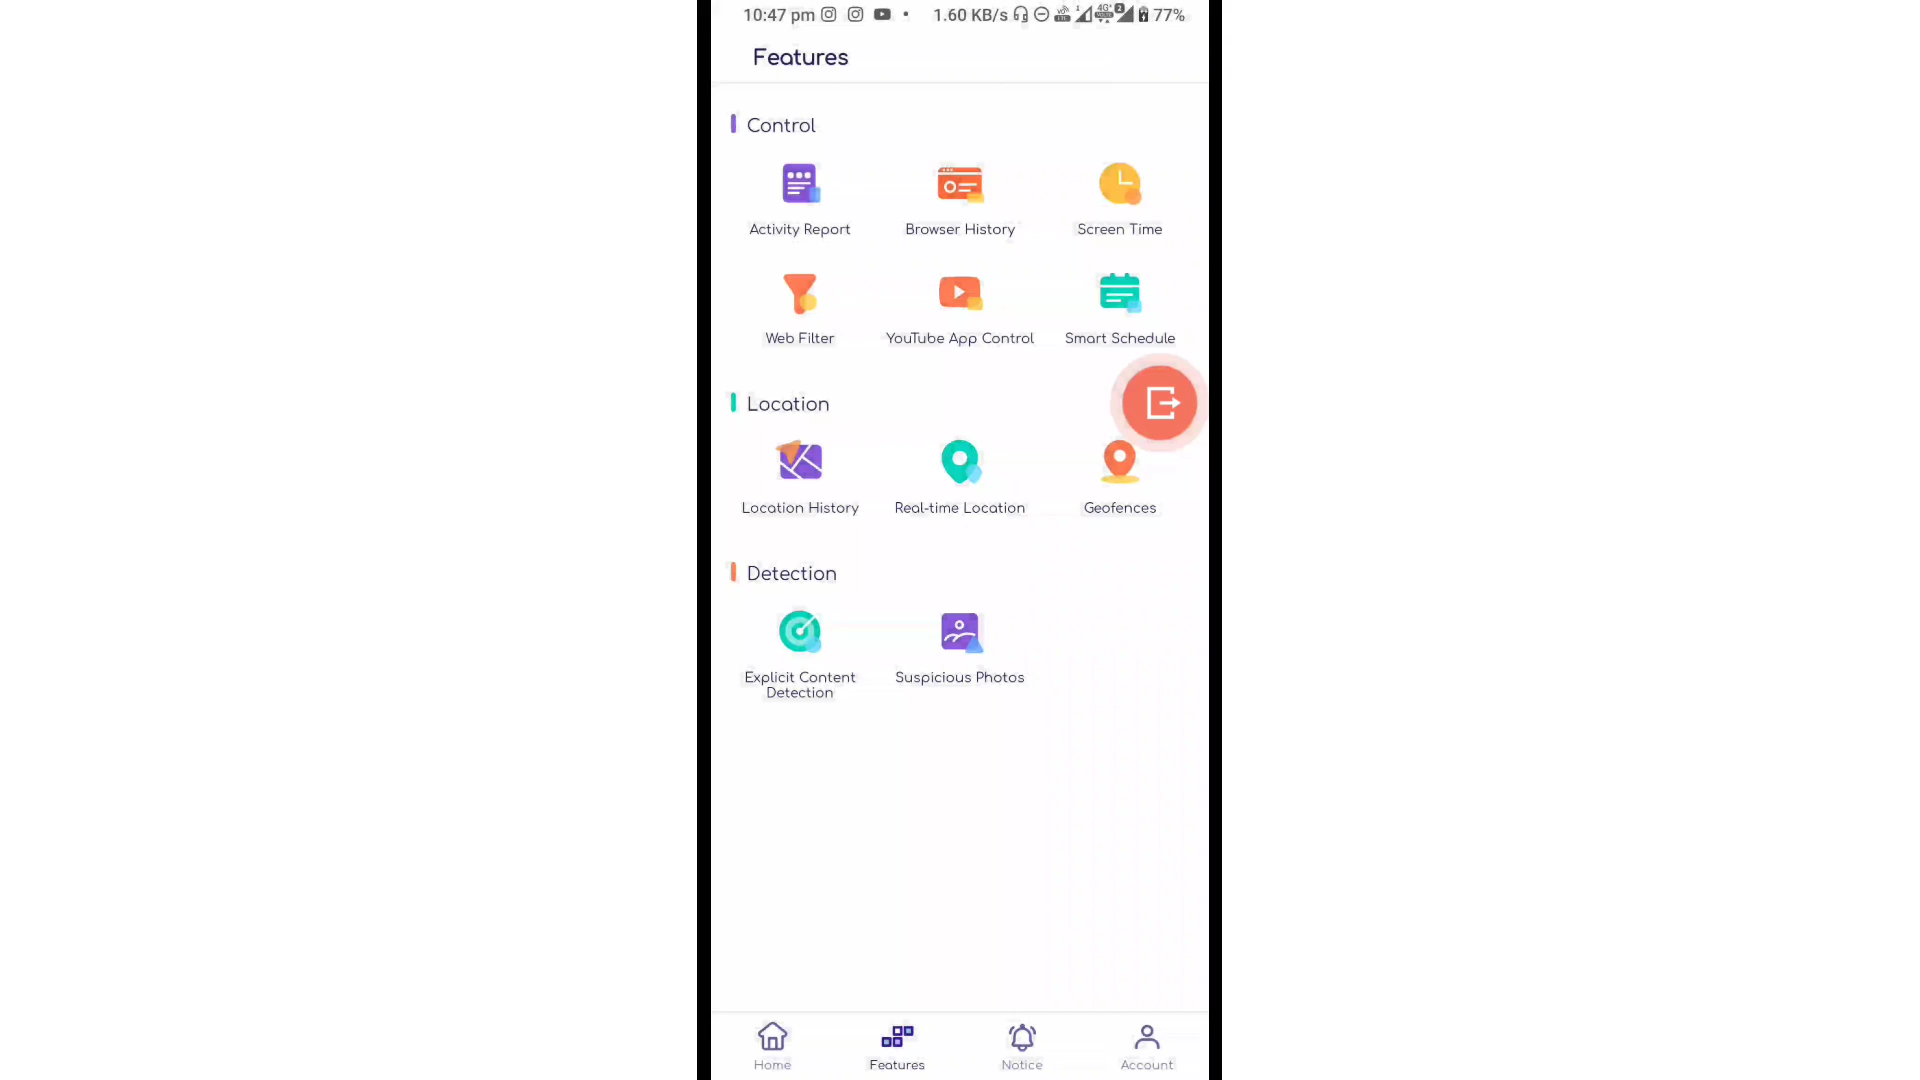 10:47 pm 1.60 KB/s 77%
Features
Control
Activity Report Browser History Screen Time
Web Filter YouTube App Control Smart Schedule
Location
Location History Real-time Location Geofences
Detection
Explicit Content Suspicious Photos
Detection
Home Features Notice Account